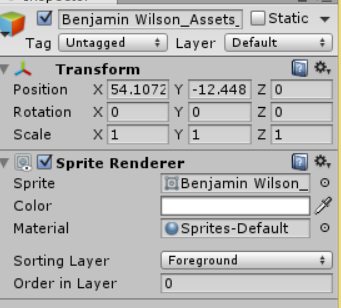 Benjamin Wilson_Assets_ Static
Tag Untagged Layer Default
Transform
Position X 54.1072 Y -12.448 Z 0
Rotation X 0 Y 0 Z 0
Scale X 1 Y 1 Z 1
Sprite Renderer
Sprite Benjamin Wilson_
Color
Material Sprites-Default
Sorting Layer Foreground
Order in Layer 0